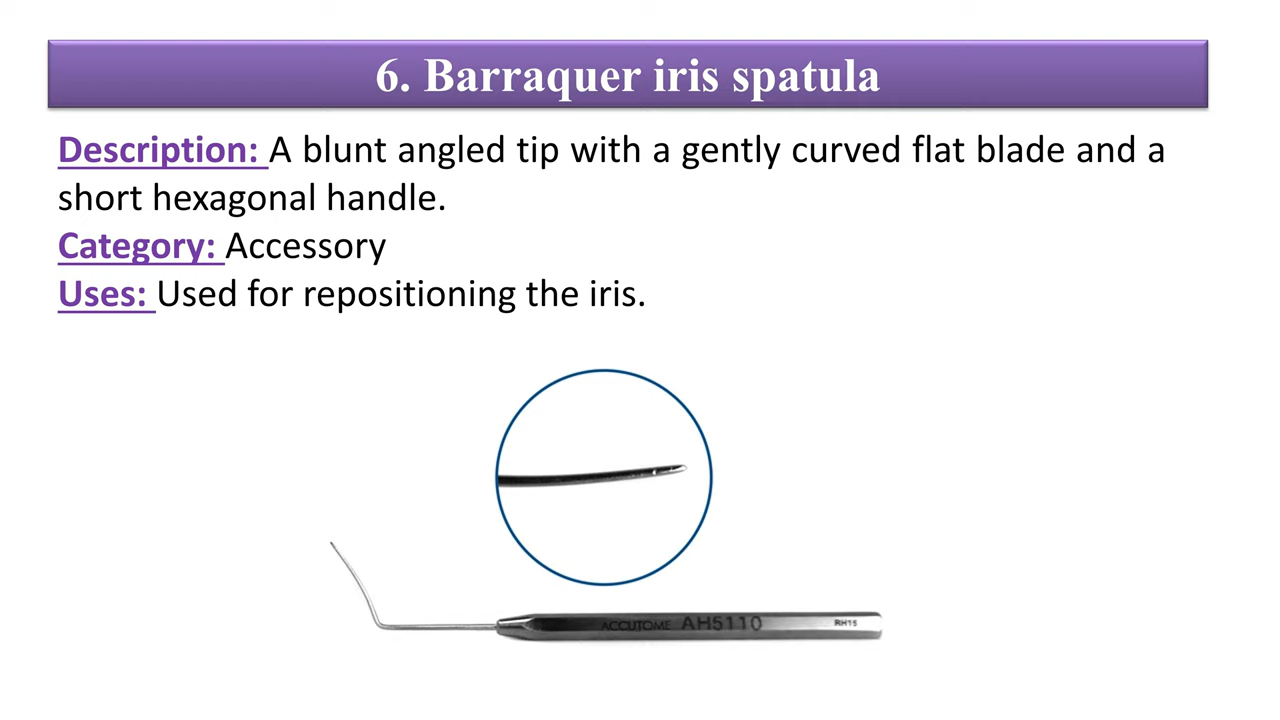 6. Barraquer iris spatula
Description: A blunt angled tip with a gently curved flat blade and a
short hexagonal handle.
Category: Accessory
Uses: Used for repositioning the iris.
ACCUTOME AH5110 RH15